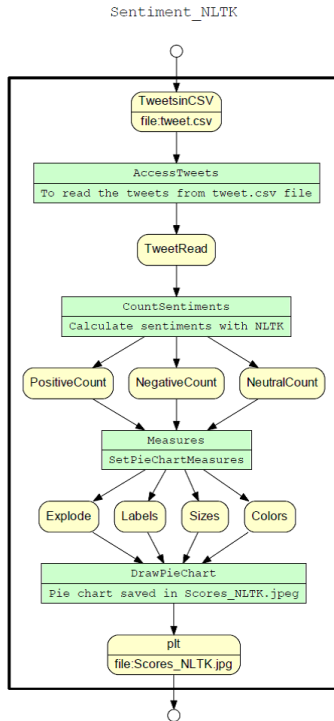 Sentiment_NLTK
TweetsinCSV
file:tweet.csv
AccessTweets
To read the tweets from tweet.csv file
TweetRead
CountSentiments
Calculate sentiments with NLTK
PositiveCount NegativeCount NeutralCount
Measures
SetPieChartMeasures
Explode Labels Sizes Colors
DrawPieChart
Pie chart saved in Scores_NLTK.jpeg
plt
file:Scores_NLTK.jpg